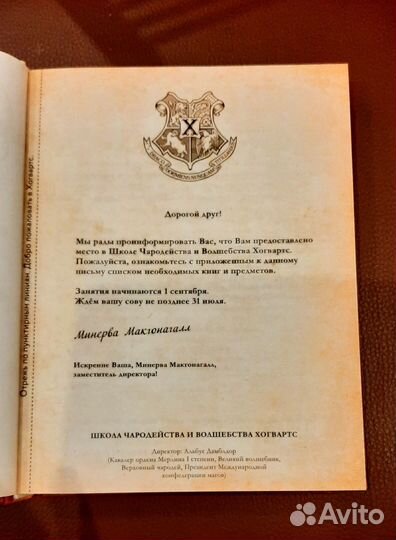 X
Дорогой друг!
Мы рады проинформировать Вас, что Вам предоставлено
место в Школе Чародейства и Волшебства Хогвартс.
Пожалуйста, ознакомьтесь с приложенным к данному
письму списком необходимых книг и предметов.
Занятия начинаются 1 сентября.
Ждём вашу сову не позднее 31 июля.
Минерва Макгонагалл
Искренне Ваша, Минерва Макгонагалл,
заместитель директора!
ШКОЛА ЧАРОДЕЙСТВА И ВОЛШЕБСТВА ХОГВАРТС
Директор: Альбус Дамблдор
(Кавалер ордена Мерлина I степени, Великий волшебник,
Верховный чародей, Президент Международной
конфедерации магов)
Отрежь по пунктирным линиям. Добро пожаловать в Хогвартс.
Avito